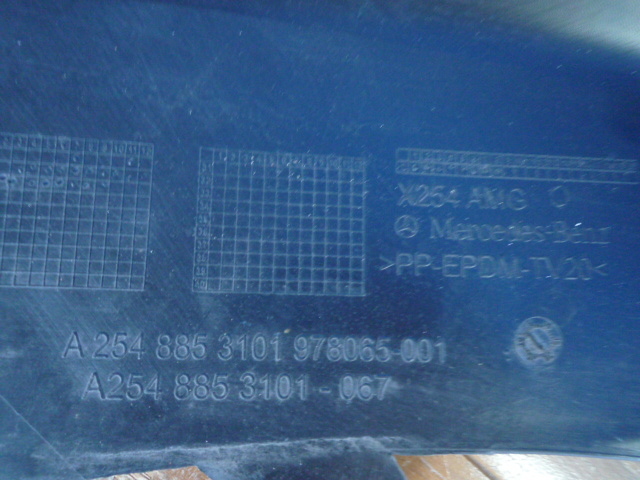 X254 AMG
Mercedes-Benz
>PP-EPDM-TV20<
A 254 885 3101 978065-001
A254 885 3101 - 067